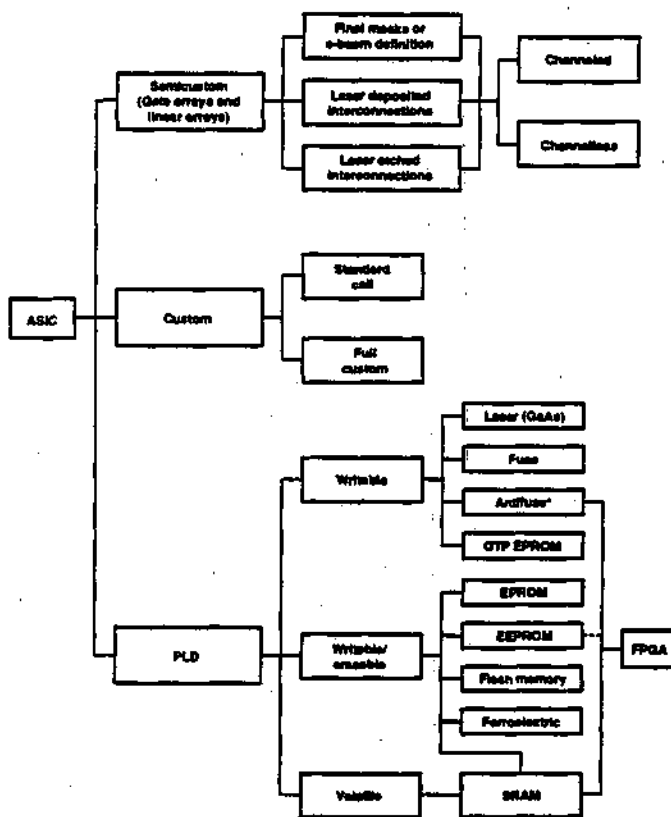 Final masks or
e-beam definition
Channeled
Semicustom
(Gate arrays and
linear arrays)
Laser deposited
interconnections
Channelless
Laser etched
interconnections
Standard
cell
ASIC
Custom
Full
custom
Laser (GaAs)
Fuse
Writable
Antifuse*
OTP EPROM
EPROM
PLD
Writable/
erasable
EEPROM
FPGA
Flash memory
Ferroelectric
Volatile
SRAM